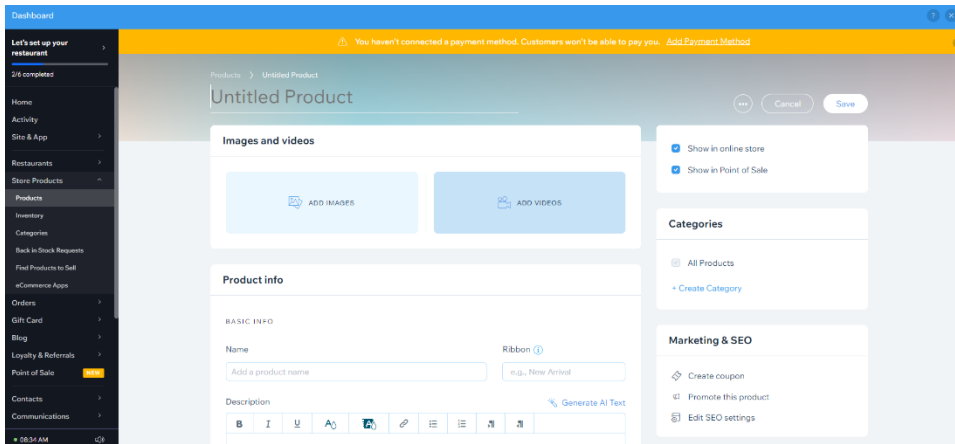 Dashboard
?
Let's set up your
restaurant
2/6 completed
Home
Activity
Site & App
Restaurants
Store Products
Products
Inventory
Categories
Back in Stock Requests
Find Products to Sell
eCommerce Apps
Orders
Gift Card
Blog
Loyalty & Referrals
Point of Sale NEW
Contacts
Communications
08:34 AM
You haven't connected a payment method. Customers won't be able to pay you. Add Payment Method
Products > Untitled Product
Untitled Product
Cancel Save
Images and videos
ADD IMAGES ADD VIDEOS
Product info
BASIC INFO
Name Ribbon
Add a product name e.g., New Arrival
Description Generate AI Text
B I U A A
Show in online store
Show in Point of Sale
Categories
All Products
+ Create Category
Marketing & SEO
Create coupon
Promote this product
Edit SEO settings